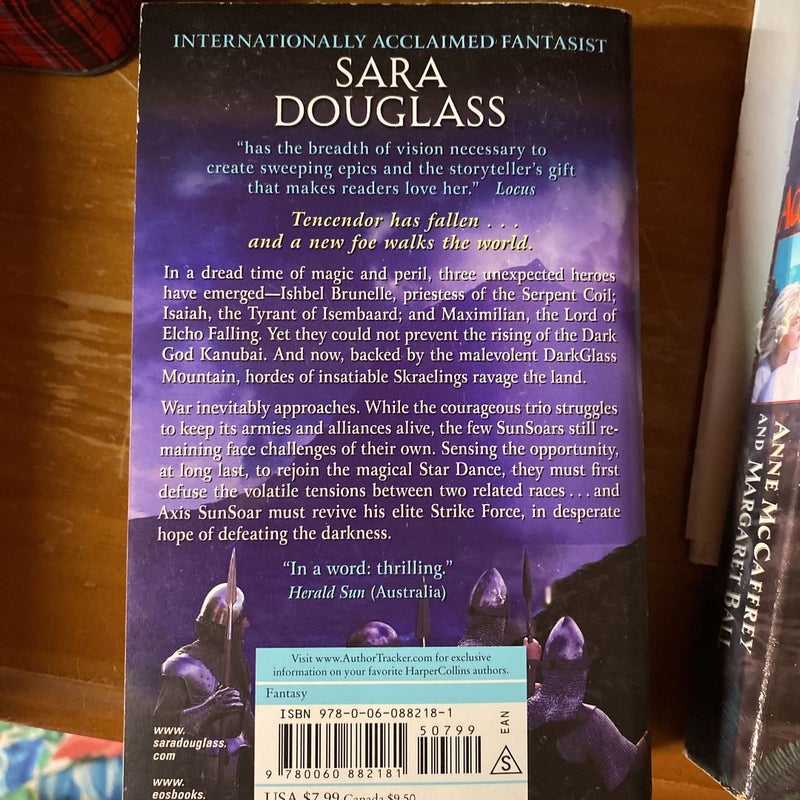 INTERNATIONALLY ACCLAIMED FANTASIST
SARA
DOUGLASS
“has the breadth of vision necessary to
create sweeping epics and the storyteller’s gift
that makes readers love her.” Locus
Tencendor has fallen . . .
and a new foe walks the world.
In a dread time of magic and peril, three unexpected heroes
have emerged—Ishbel Brunelle, priestess of the Serpent Coil;
Isaiah, the Tyrant of Isembaard; and Maximilian, the Lord of
Elcho Falling. Yet they could not prevent the rising of the Dark
God Kanubai. And now, backed by the malevolent DarkGlass
Mountain, hordes of insatiable Skraelings ravage the land.
War inevitably approaches. While the courageous trio struggles
to keep its armies and alliances alive, the few SunSoars still re-
maining face challenges of their own. Sensing the opportunity,
at long last, to rejoin the magical Star Dance, they must first
defuse the volatile tensions between two related races . . . and
Axis SunSoar must revive his elite Strike Force, in desperate
hope of defeating the darkness.
“In a word: thrilling.”
Herald Sun (Australia)
Visit www.AuthorTracker.com for exclusive
information on your favorite HarperCollins authors.
Fantasy
ISBN 978-0-06-088218-1
50799
EAN
S
9 780060 882181
USA $7.99 Canada $9.50
www.
saradouglass.
com
www.
eosbooks.
ANNE MCCAFFREY
AND MARGARET BALL